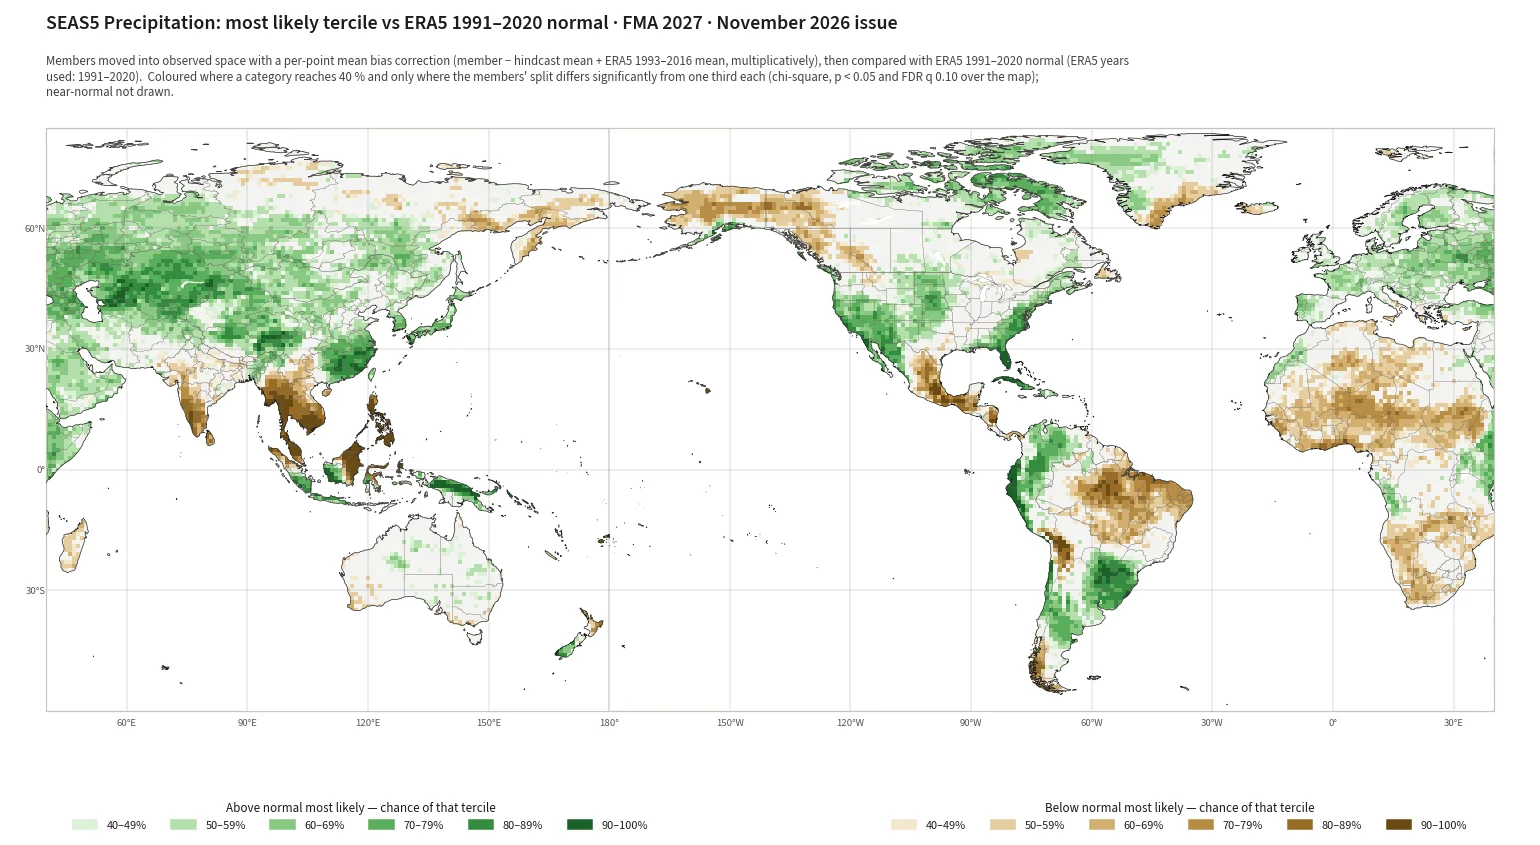 SEAS5 Precipitation: most likely tercile vs ERA5 1991–2020 normal · FMA 2027 · November 2026 issue
Members moved into observed space with a per-point mean bias correction (member − hindcast mean + ERA5 1993–2016 mean, multiplicatively), then compared with ERA5 1991–2020 normal (ERA5 years
used: 1991–2020).  Coloured where a category reaches 40 % and only where the members' split differs significantly from one third each (chi-square, p < 0.05 and FDR q 0.10 over the map);
near-normal not drawn.
60°N
30°N
0°
30°S
60°E 90°E 120°E 150°E 180° 150°W 120°W 90°W 60°W 30°W 0° 30°E
Above normal most likely — chance of that tercile
40–49% 50–59% 60–69% 70–79% 80–89% 90–100%
Below normal most likely — chance of that tercile
40–49% 50–59% 60–69% 70–79% 80–89% 90–100%